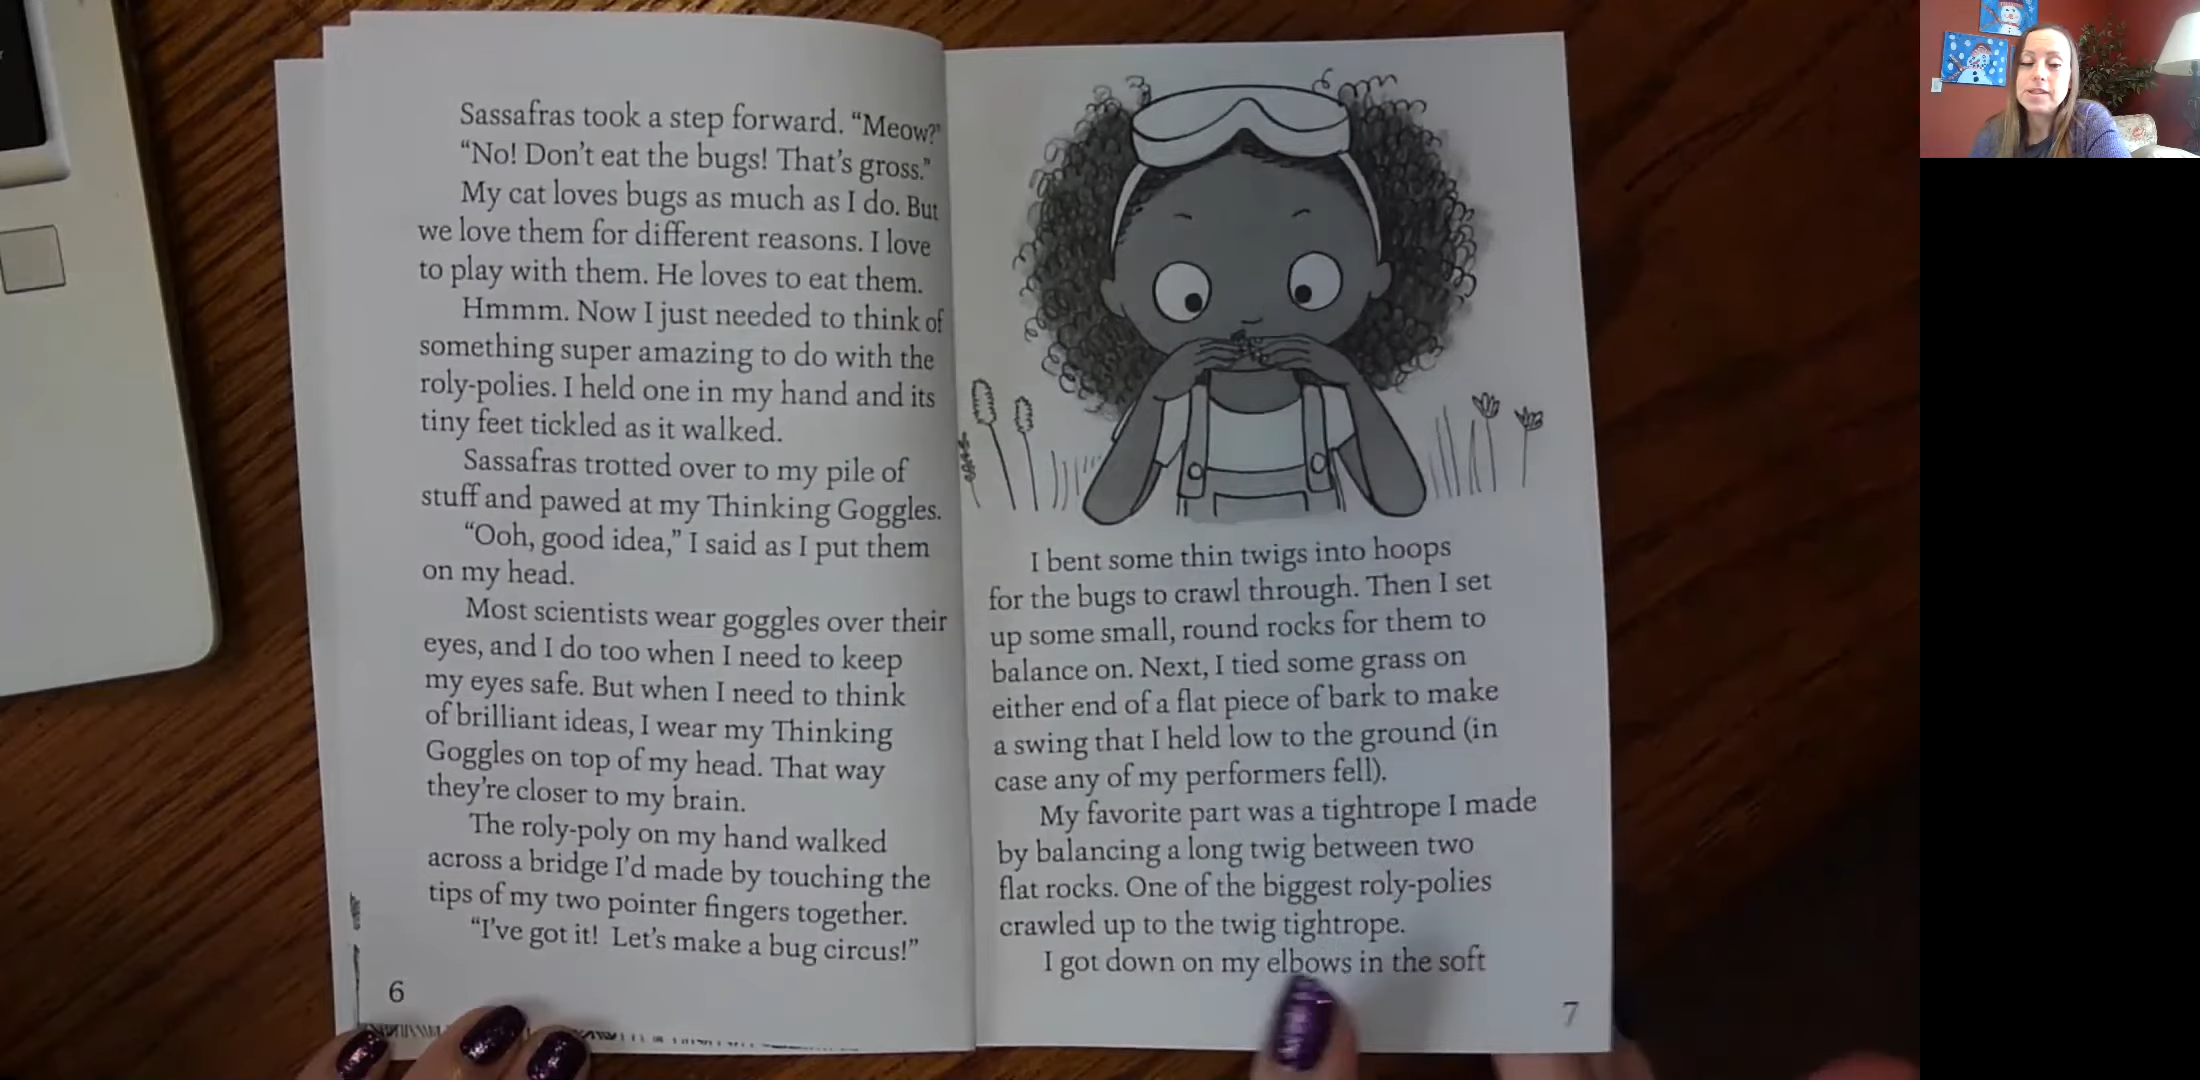 Sassafras took a step forward. “Meow?”
“No! Don’t eat the bugs! That’s gross.”
My cat loves bugs as much as I do. But
we love them for different reasons. I love
to play with them. He loves to eat them.
Hmmm. Now I just needed to think of
something super amazing to do with the
roly-polies. I held one in my hand and its
tiny feet tickled as it walked.
Sassafras trotted over to my pile of
stuff and pawed at my Thinking Goggles.
“Ooh, good idea,” I said as I put them
on my head.
Most scientists wear goggles over their
eyes, and I do too when I need to keep
my eyes safe. But when I need to think
of brilliant ideas, I wear my Thinking
Goggles on top of my head. That way
they’re closer to my brain.
The roly-poly on my hand walked
across a bridge I’d made by touching the
tips of my two pointer fingers together.
“I’ve got it! Let’s make a bug circus!”
6
I bent some thin twigs into hoops
for the bugs to crawl through. Then I set
up some small, round rocks for them to
balance on. Next, I tied some grass on
either end of a flat piece of bark to make
a swing that I held low to the ground (in
case any of my performers fell).
My favorite part was a tightrope I made
by balancing a long twig between two
flat rocks. One of the biggest roly-polies
crawled up to the twig tightrope.
I got down on my elbows in the soft
7